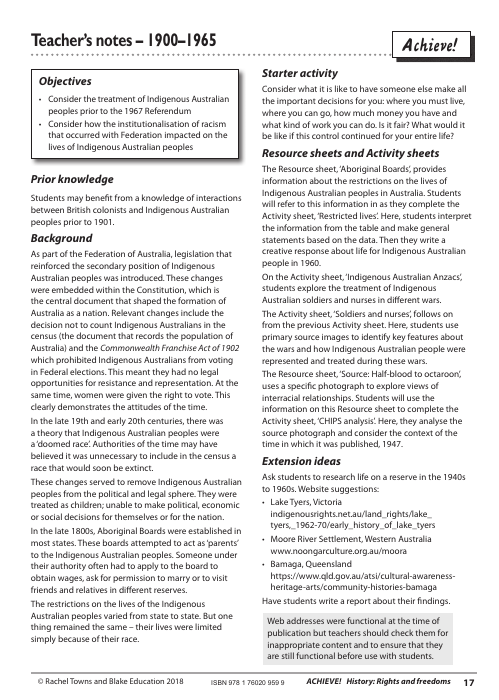 Teacher's notes – 1900–1965
Achieve!
Objectives
• Consider the treatment of Indigenous Australian
peoples prior to the 1967 Referendum
• Consider how the institutionalisation of racism
that occurred with Federation impacted on the
lives of Indigenous Australian peoples
Prior knowledge
Students may benefit from a knowledge of interactions
between British colonists and Indigenous Australian
peoples prior to 1901.
Background
As part of the Federation of Australia, legislation that
reinforced the secondary position of Indigenous
Australian peoples was introduced. These changes
were embedded within the Constitution, which is
the central document that shaped the formation of
Australia as a nation. Relevant changes include the
decision not to count Indigenous Australians in the
census (the document that records the population of
Australia) and the Commonwealth Franchise Act of 1902
which prohibited Indigenous Australians from voting
in Federal elections. This meant they had no legal
opportunities for resistance and representation. At the
same time, women were given the right to vote. This
clearly demonstrates the attitudes of the time.
In the late 19th and early 20th centuries, there was
a theory that Indigenous Australian peoples were
a 'doomed race'. Authorities of the time may have
believed it was unnecessary to include in the census a
race that would soon be extinct.
These changes served to remove Indigenous Australian
peoples from the political and legal sphere. They were
treated as children; unable to make political, economic
or social decisions for themselves or for the nation.
In the late 1800s, Aboriginal Boards were established in
most states. These boards attempted to act as 'parents'
to the Indigenous Australian peoples. Someone under
their authority often had to apply to the board to
obtain wages, ask for permission to marry or to visit
friends and relatives in different reserves.
The restrictions on the lives of the Indigenous
Australian peoples varied from state to state. But one
thing remained the same – their lives were limited
simply because of their race.
Starter activity
Consider what it is like to have someone else make all
the important decisions for you: where you must live,
where you can go, how much money you have and
what kind of work you can do. Is it fair? What would it
be like if this control continued for your entire life?
Resource sheets and Activity sheets
The Resource sheet, 'Aboriginal Boards', provides
information about the restrictions on the lives of
Indigenous Australian peoples in Australia. Students
will refer to this information in as they complete the
Activity sheet, 'Restricted lives'. Here, students interpret
the information from the table and make general
statements based on the data. Then they write a
creative response about life for Indigenous Australian
people in 1960.
On the Activity sheet, 'Indigenous Australian Anzacs',
students explore the treatment of Indigenous
Australian soldiers and nurses in different wars.
The Activity sheet, 'Soldiers and nurses', follows on
from the previous Activity sheet. Here, students use
primary source images to identify key features about
the wars and how Indigenous Australian people were
represented and treated during these wars.
The Resource sheet, 'Source: Half-blood to octaroon',
uses a specific photograph to explore views of
interracial relationships. Students will use the
information on this Resource sheet to complete the
Activity sheet, 'CHIPS analysis'. Here, they analyse the
source photograph and consider the context of the
time in which it was published, 1947.
Extension ideas
Ask students to research life on a reserve in the 1940s
to 1960s. Website suggestions:
• Lake Tyers, Victoria
indigenousrights.net.au/land_rights/lake_
tyers,_1962-70/early_history_of_lake_tyers
• Moore River Settlement, Western Australia
www.noongarculture.org.au/moora
• Bamaga, Queensland
https://www.qld.gov.au/atsi/cultural-awareness-
heritage-arts/community-histories-bamaga
Have students write a report about their findings.
Web addresses were functional at the time of
publication but teachers should check them for
inappropriate content and to ensure that they
are still functional before use with students.
© Rachel Towns and Blake Education 2018
ISBN 978 1 76020 959 9
ACHIEVE! History: Rights and freedoms
17